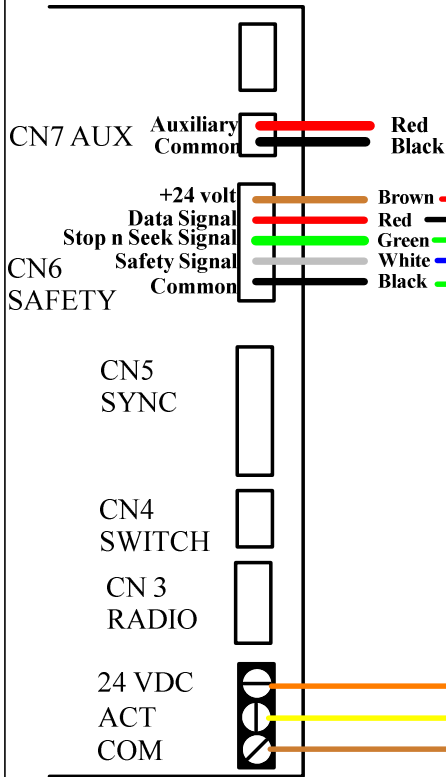 CN7 AUX
Auxiliary Red
Common Black
+24 volt Brown
Data Signal Red
Stop n Seek Signal Green
Safety Signal White
Common Black
CN6
SAFETY
CN5
SYNC
CN4
SWITCH
CN 3
RADIO
24 VDC
ACT
COM